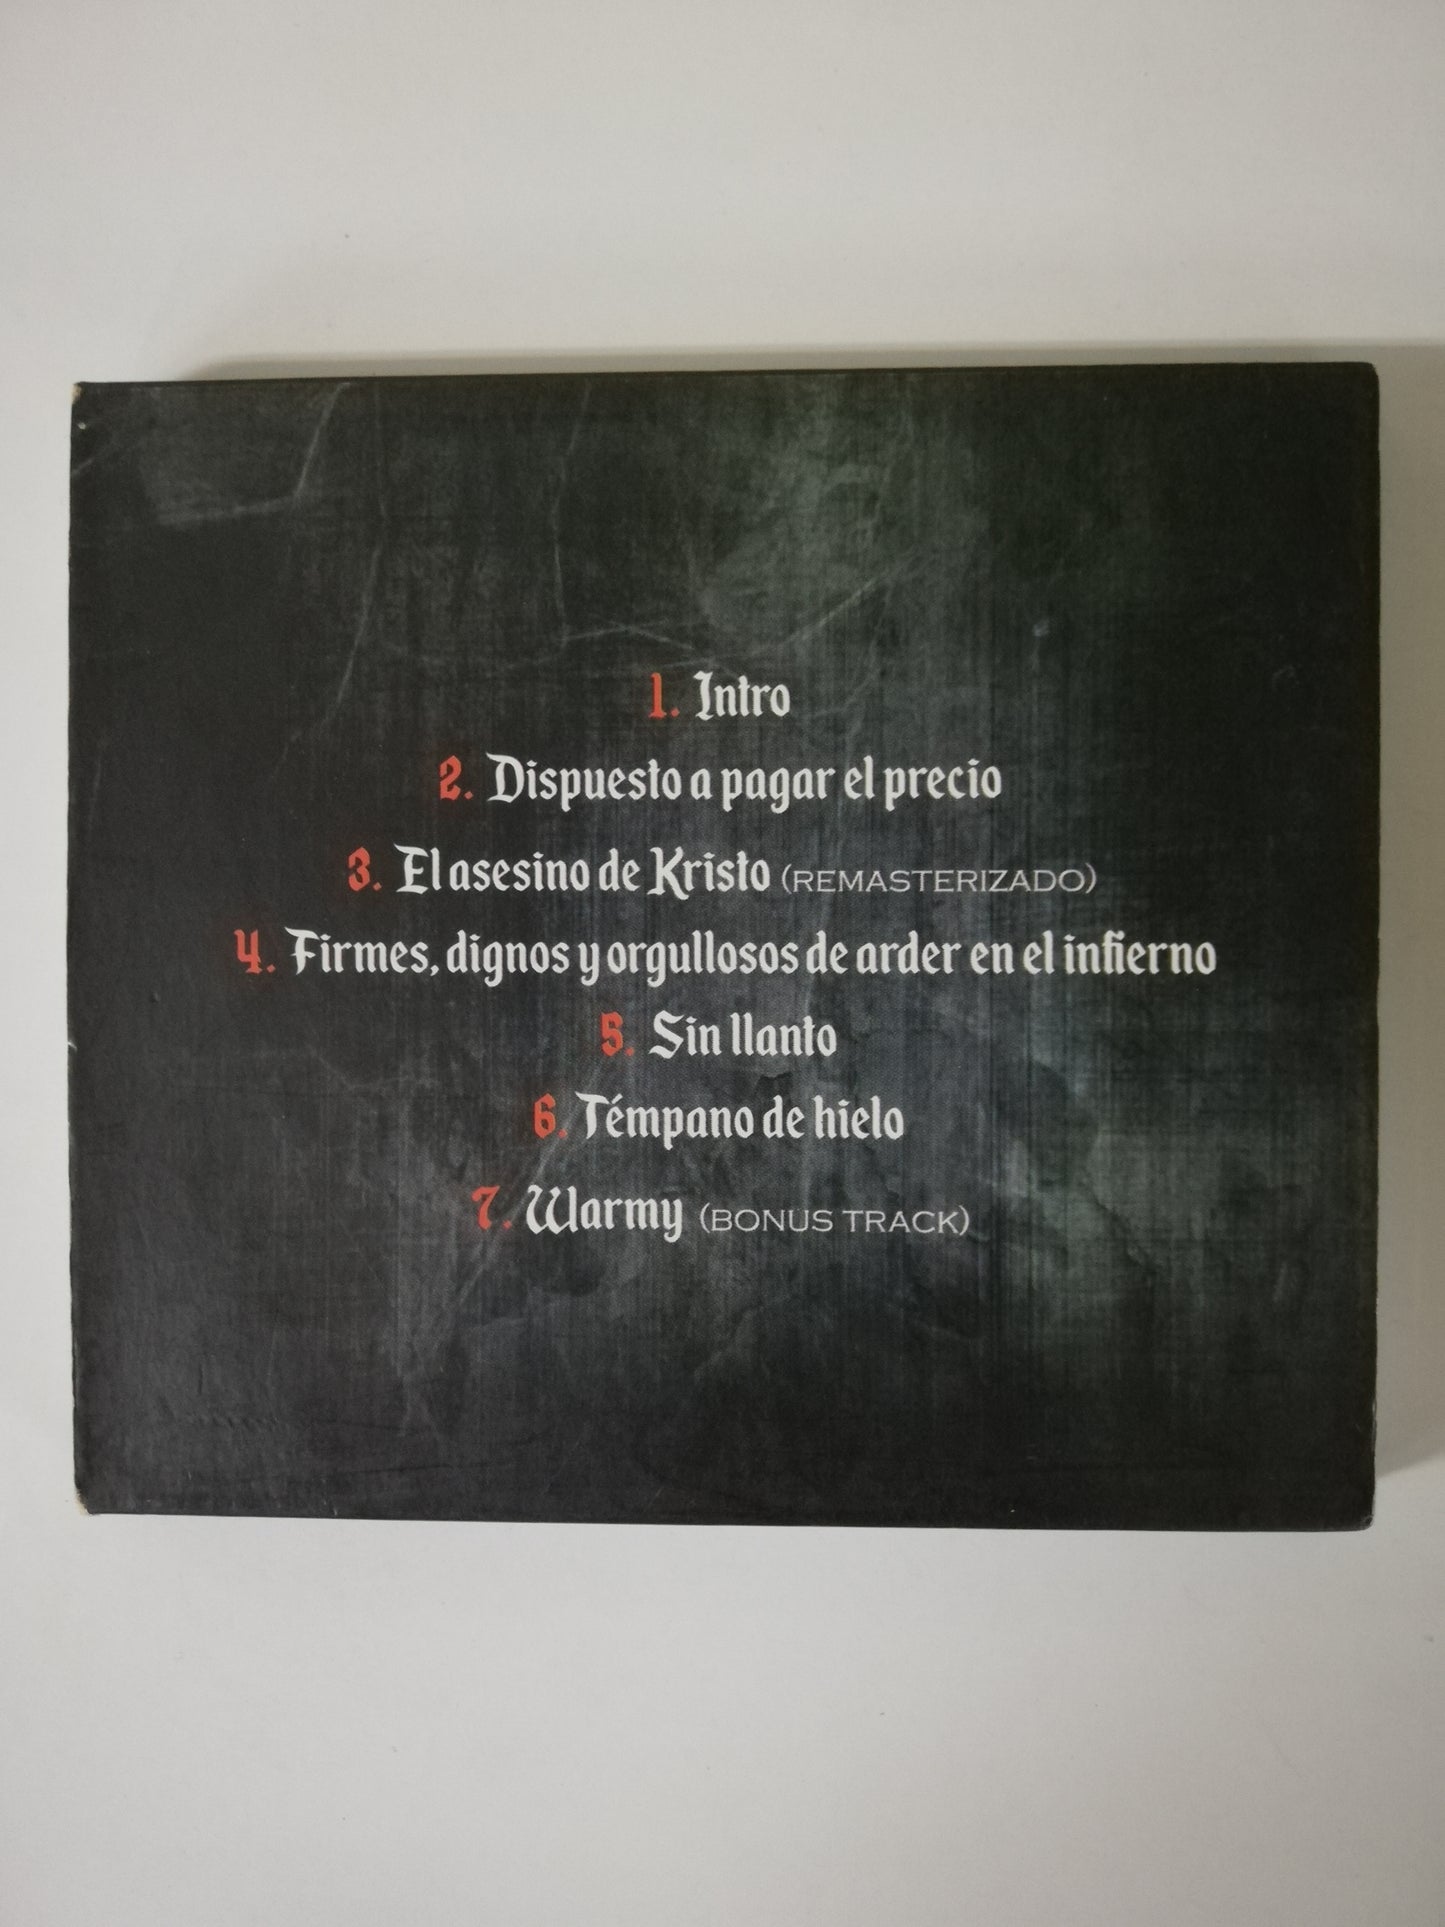 1. Intro
2. Dispuesto a pagar el precio
3. El asesino de Kristo (REMASTERIZADO)
4. Firmes, dignos y orgullosos de arder en el infierno
5. Sin llanto
6. Témpano de hielo
7. Warmy (BONUS TRACK)